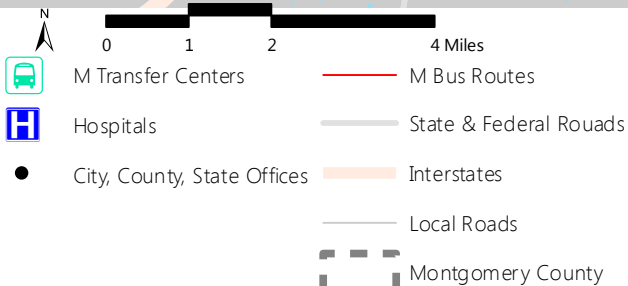 N
0 1 2 4 Miles
M Transfer Centers
H Hospitals
City, County, State Offices
M Bus Routes
State & Federal Rouads
Interstates
Local Roads
Montgomery County